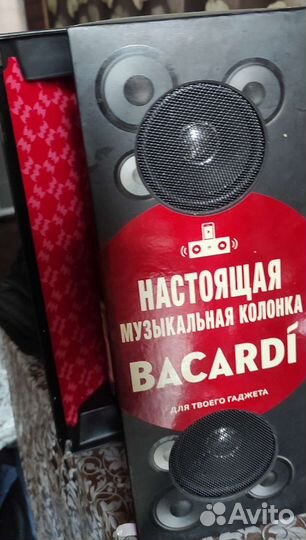 НАСТОЯЩАЯ
МУЗЫКАЛЬНАЯ КОЛОНКА
BACARDÍ
ДЛЯ ТВОЕГО ГАДЖЕТА
Avito